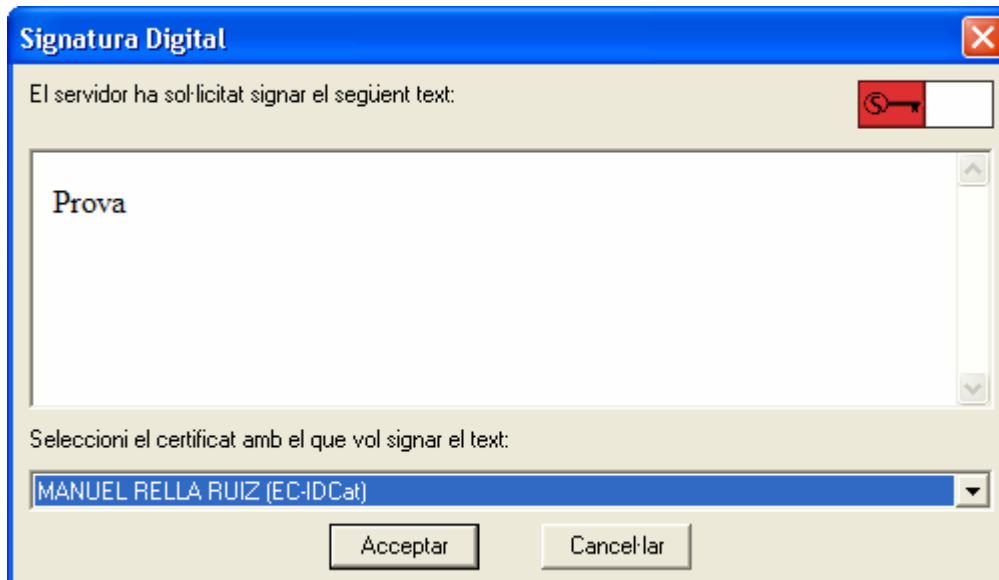 Signatura Digital
El servidor ha sol·licitat signar el següent text:
Prova
Seleccioni el certificat amb el que vol signar el text:
MANUEL RELLA RUIZ (EC-IDCat)
Acceptar
Cancel·lar